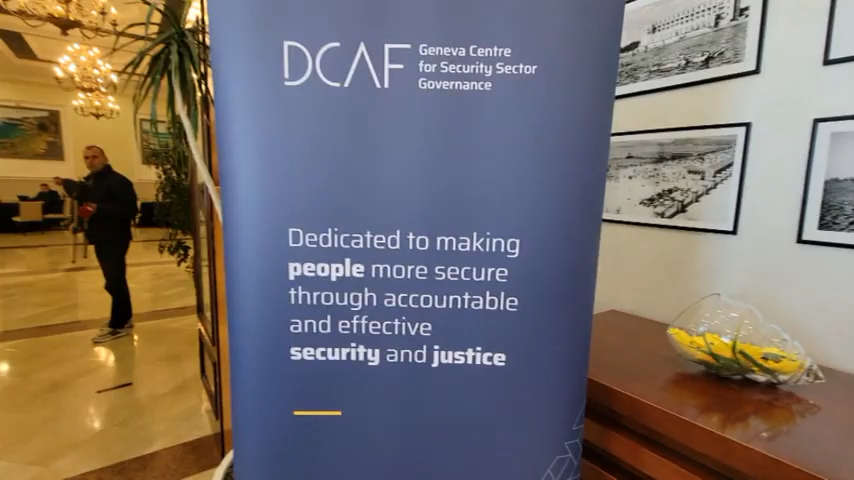 DCAF
Geneva Centre
for Security Sector
Governance
Dedicated to making
people more secure
through accountable
and effective
security and justice